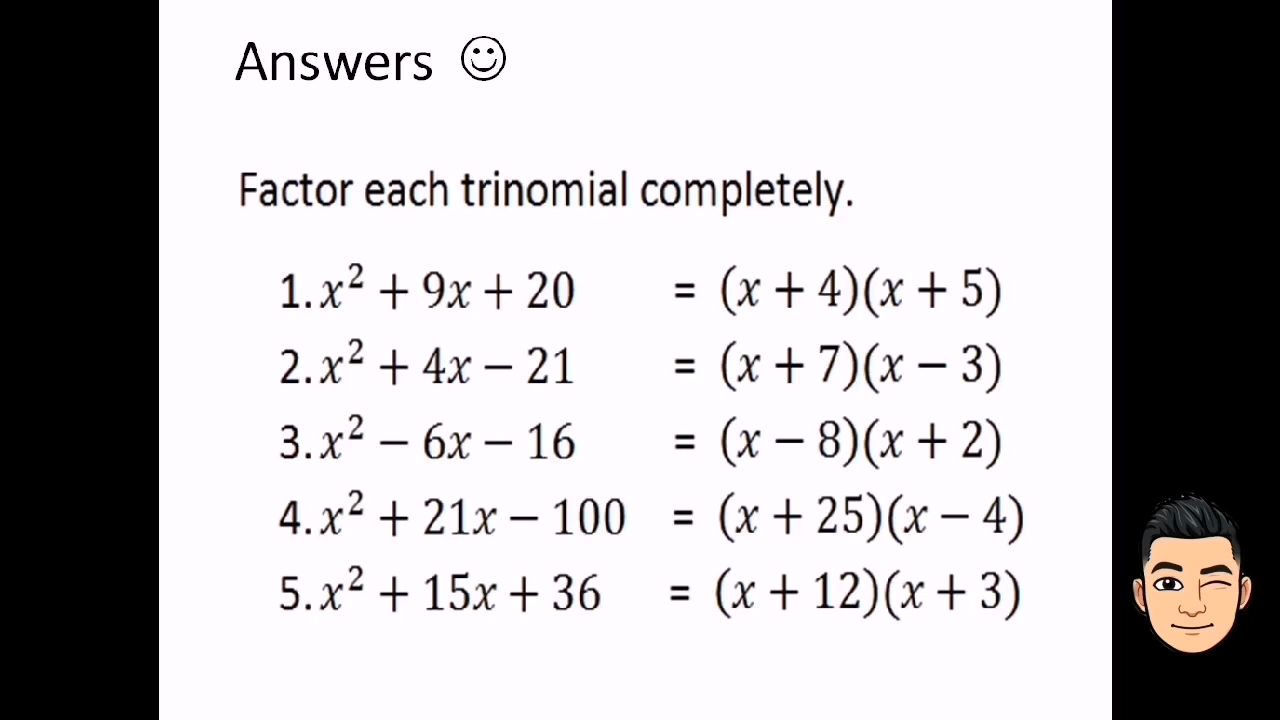 Answers ☺
Factor each trinomial completely.
1. x² + 9x + 20 = (x + 4)(x + 5)
2. x² + 4x − 21 = (x + 7)(x − 3)
3. x² − 6x − 16 = (x − 8)(x + 2)
4. x² + 21x − 100 = (x + 25)(x − 4)
5. x² + 15x + 36 = (x + 12)(x + 3)